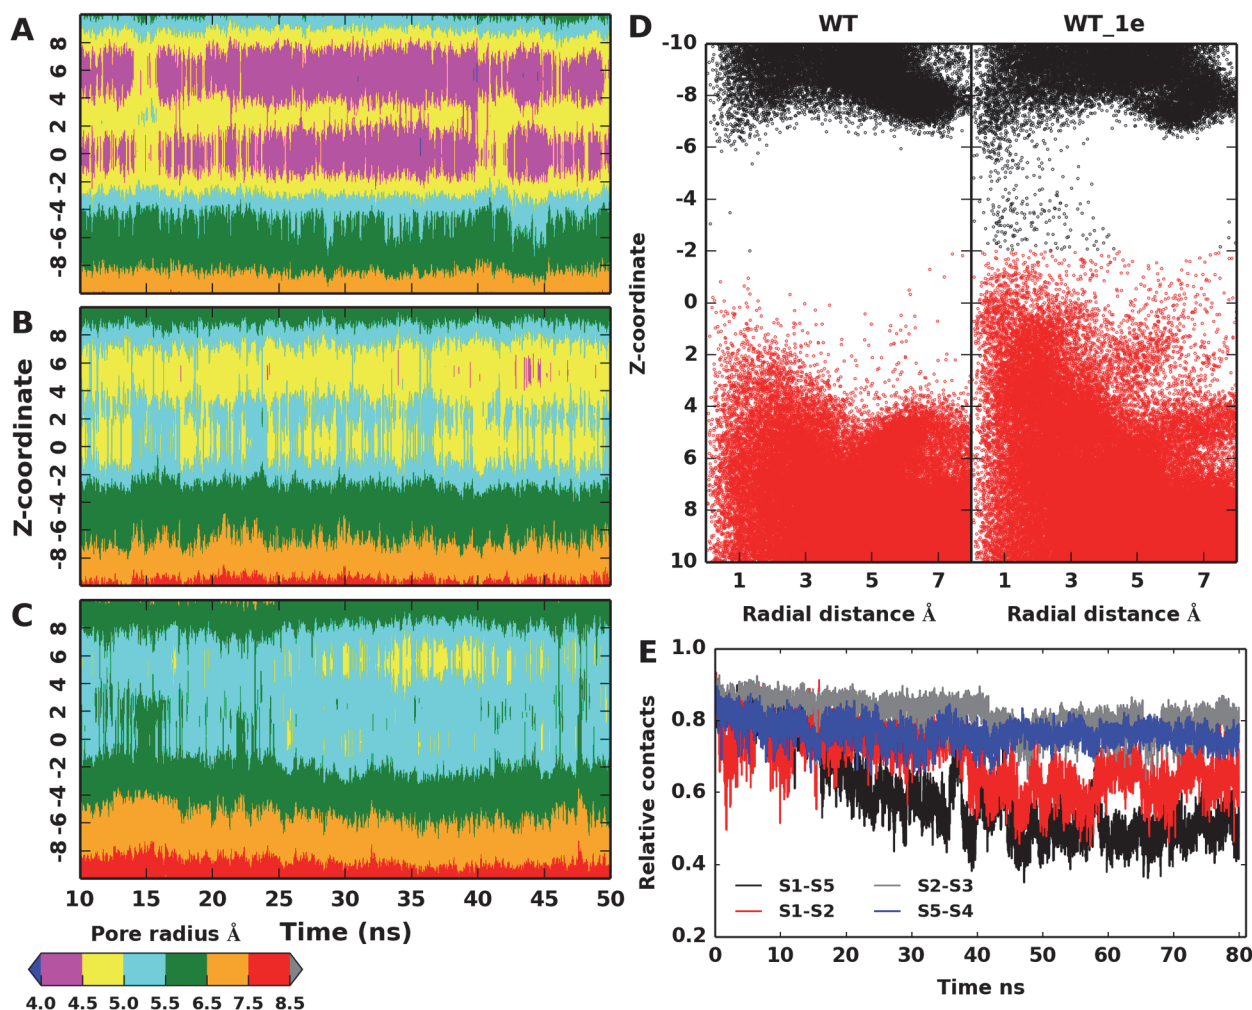 A
8
6
4
2
0
-2
-4
-6
-8
B
8
6
4
2
0
-2
-4
-6
-8
Z-coordinate
C
8
6
4
2
0
-2
-4
-6
-8
10 15 20 25 30 35 40 45 50
Time (ns)
Pore radius Å
4.0 4.5 5.0 5.5 6.5 7.5 8.5
D
WT WT_1e
-10
-8
-6
-4
-2
0
2
4
6
8
10
Z-coordinate
1 3 5 7 1 3 5 7
Radial distance Å Radial distance Å
E
1.0
0.8
0.6
0.4
0.2
Relative contacts
S1-S5 S2-S3
S1-S2 S5-S4
0 10 20 30 40 50 60 70 80
Time ns